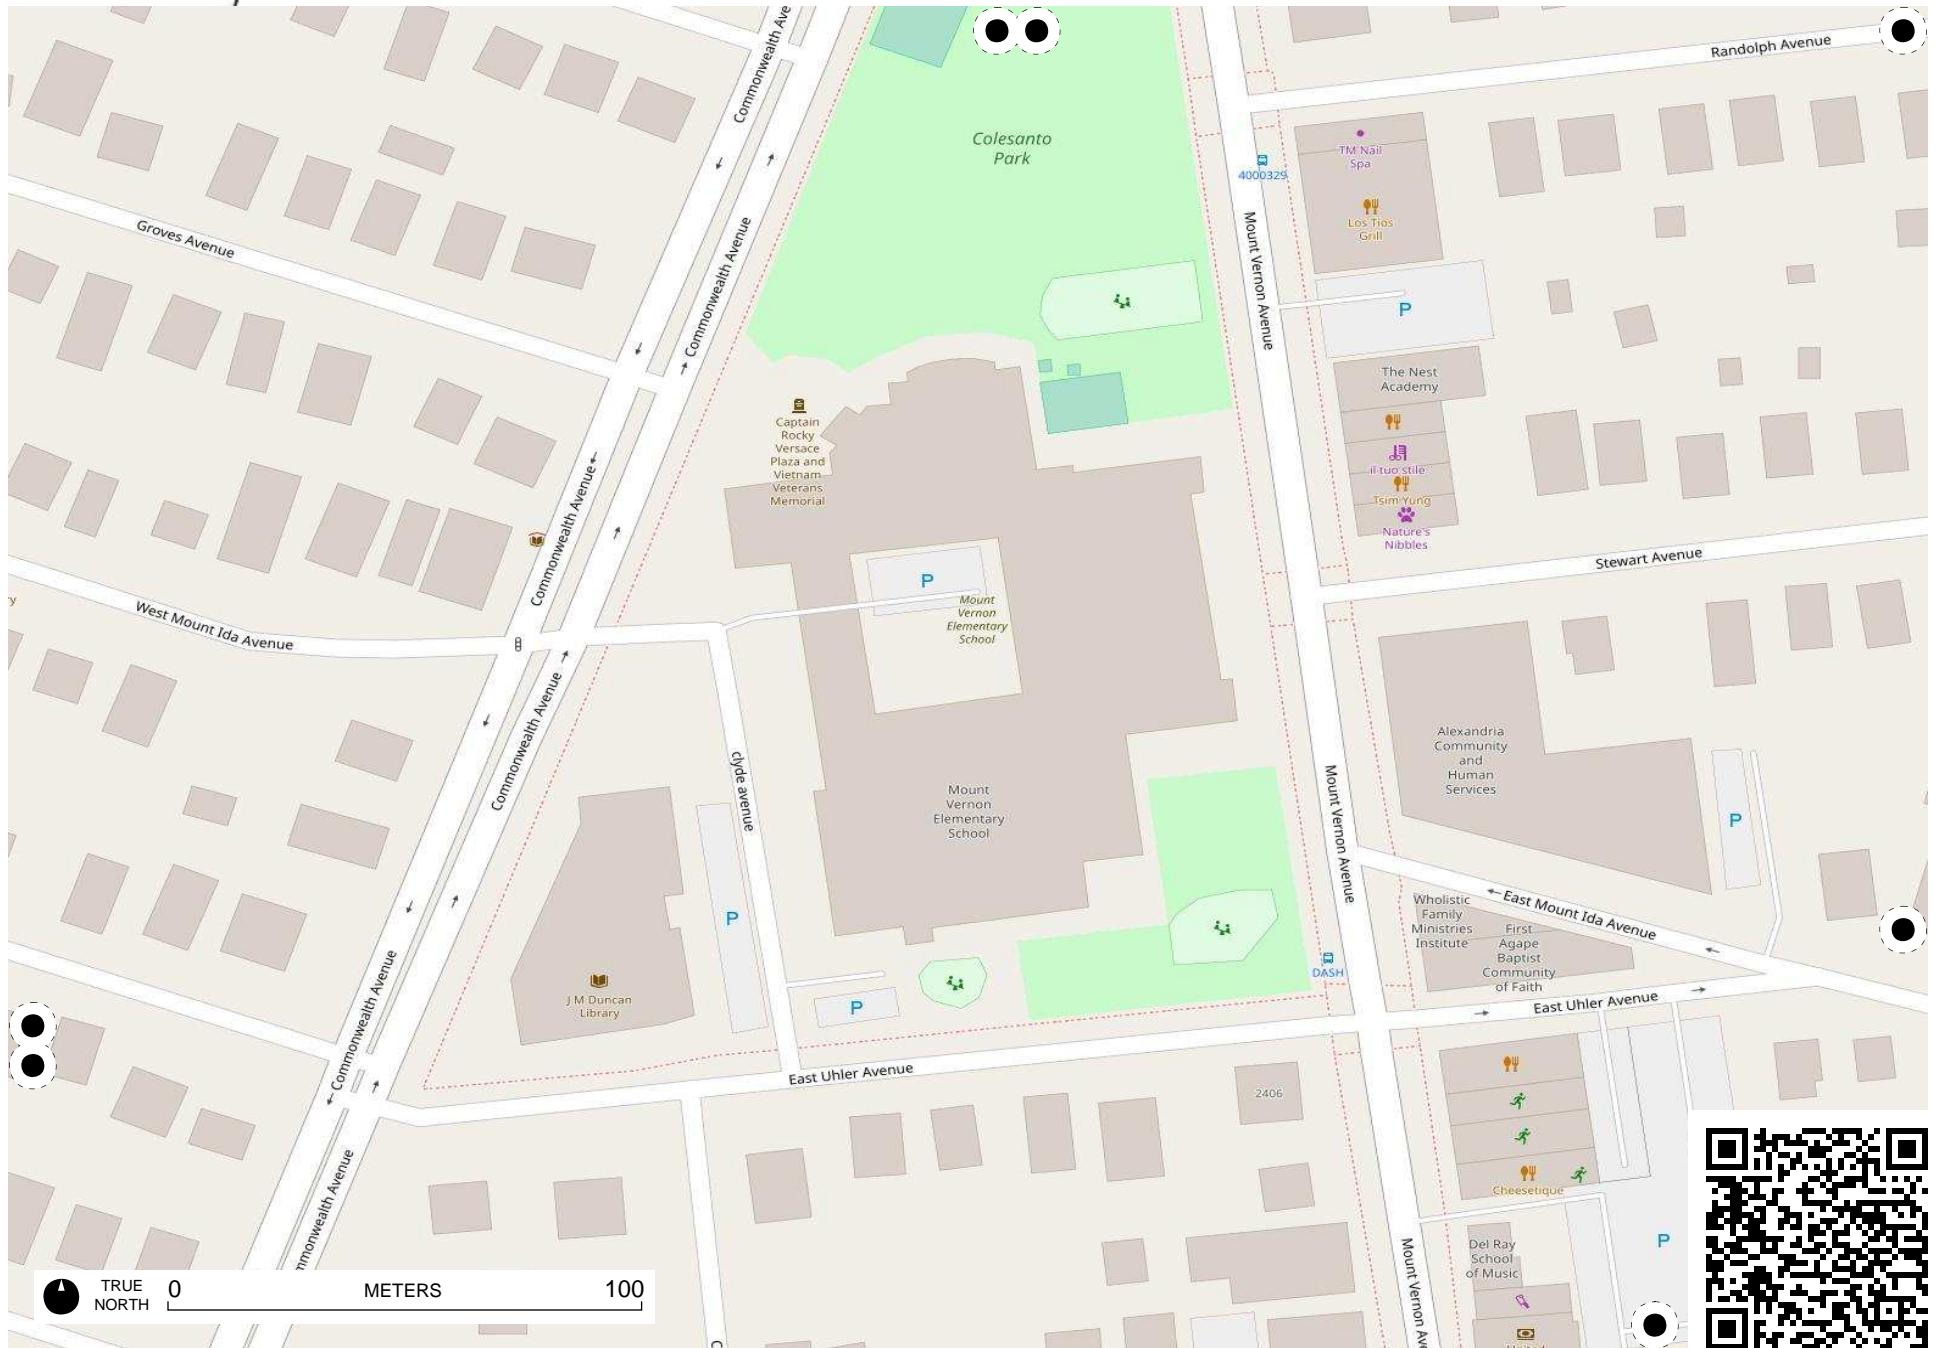 Commonwealth Ave
Randolph Avenue
Colesanto
Park
TM Nail
Spa
4000329
Los Tios
Grill
Groves Avenue
Commonwealth Avenue
Mount Vernon Avenue
P
The Nest
Academy
Captain
Rocky
Versace
Plaza and
Vietnam
Veterans
Memorial
il tuo stile
Tsim Yung
Nature's
Nibbles
Commonwealth Avenue
Stewart Avenue
P
Mount
Vernon
Elementary
School
ry
West Mount Ida Avenue
Commonwealth Avenue
clyde avenue
Mount Vernon Avenue
Alexandria
Community
and
Human
Services
P
Mount
Vernon
Elementary
School
P
Wholistic
Family
Ministries
Institute
East Mount Ida Avenue
First
Agape
Baptist
Community
of Faith
DASH
J M Duncan
Library
P
East Uhler Avenue
Commonwealth Avenue
East Uhler Avenue
2406
Cheesetique
mmonwealth Avenue
Del Ray
School
of Music
P
Mount Vernon Ave
TRUE
NORTH
0 METERS 100
C